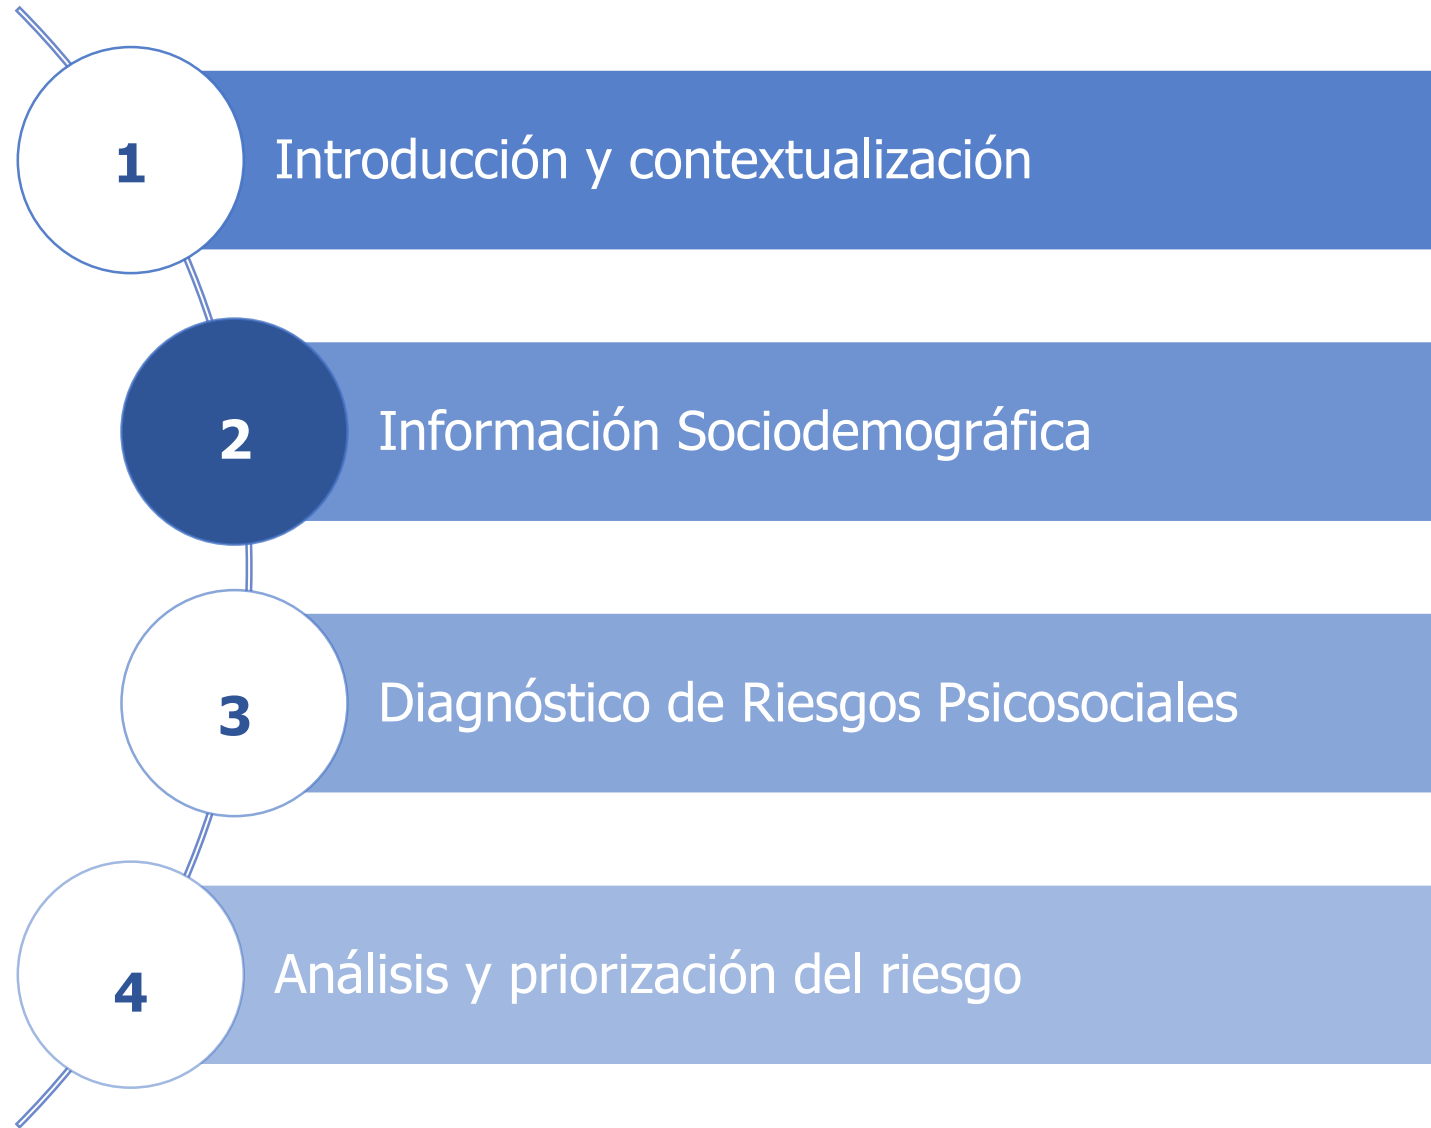 1
Introducción y contextualización
2
Información Sociodemográfica
3
Diagnóstico de Riesgos Psicosociales
4
Análisis y priorización del riesgo